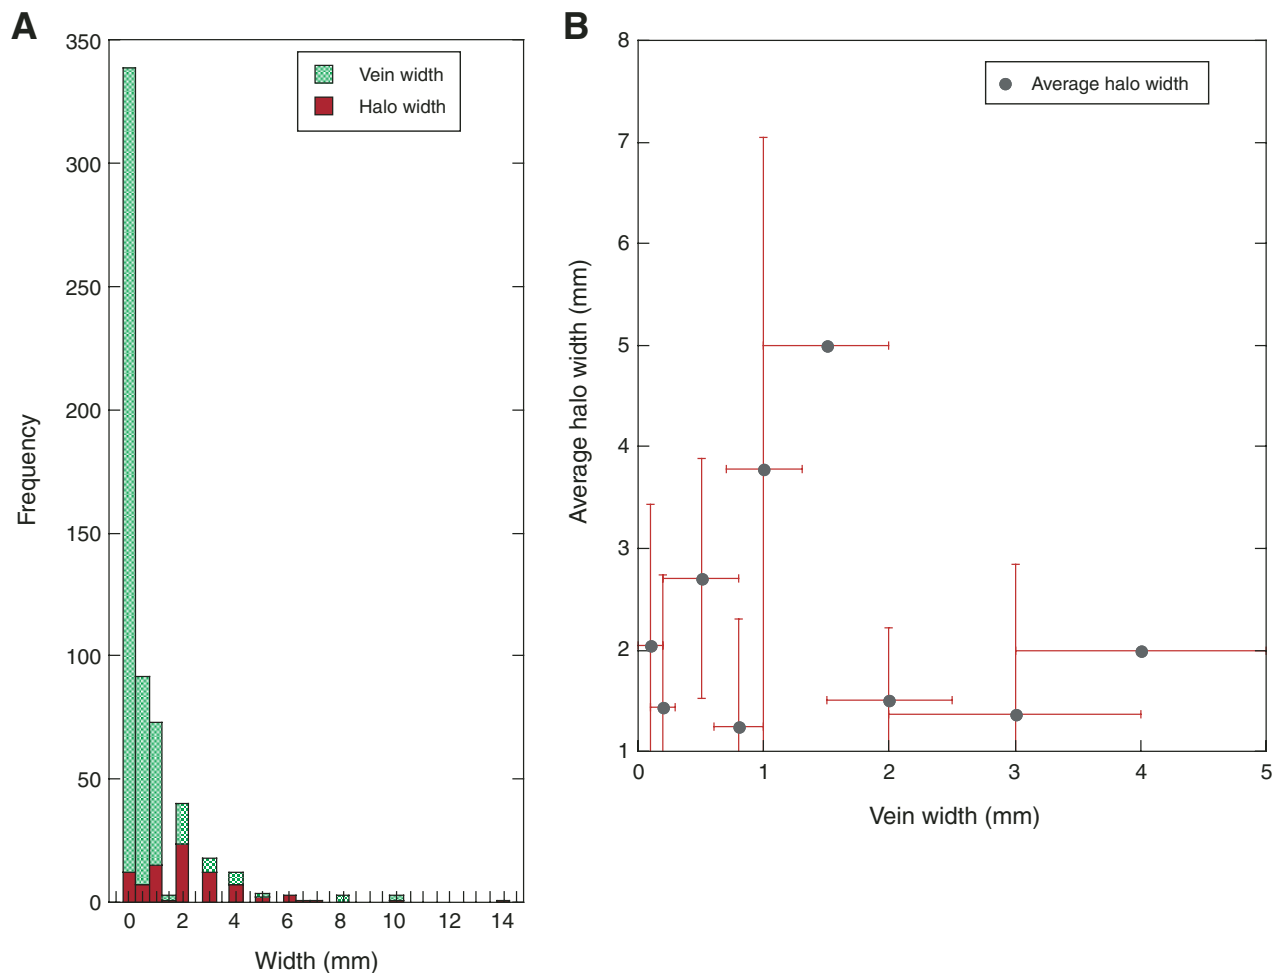 A
350
300
250
200
150
100
50
0
Frequency
Vein width
Halo width
0 2 4 6 8 10 12 14
Width (mm)
B
8
7
6
5
4
3
2
1
Average halo width (mm)
Average halo width
0 1 2 3 4 5
Vein width (mm)